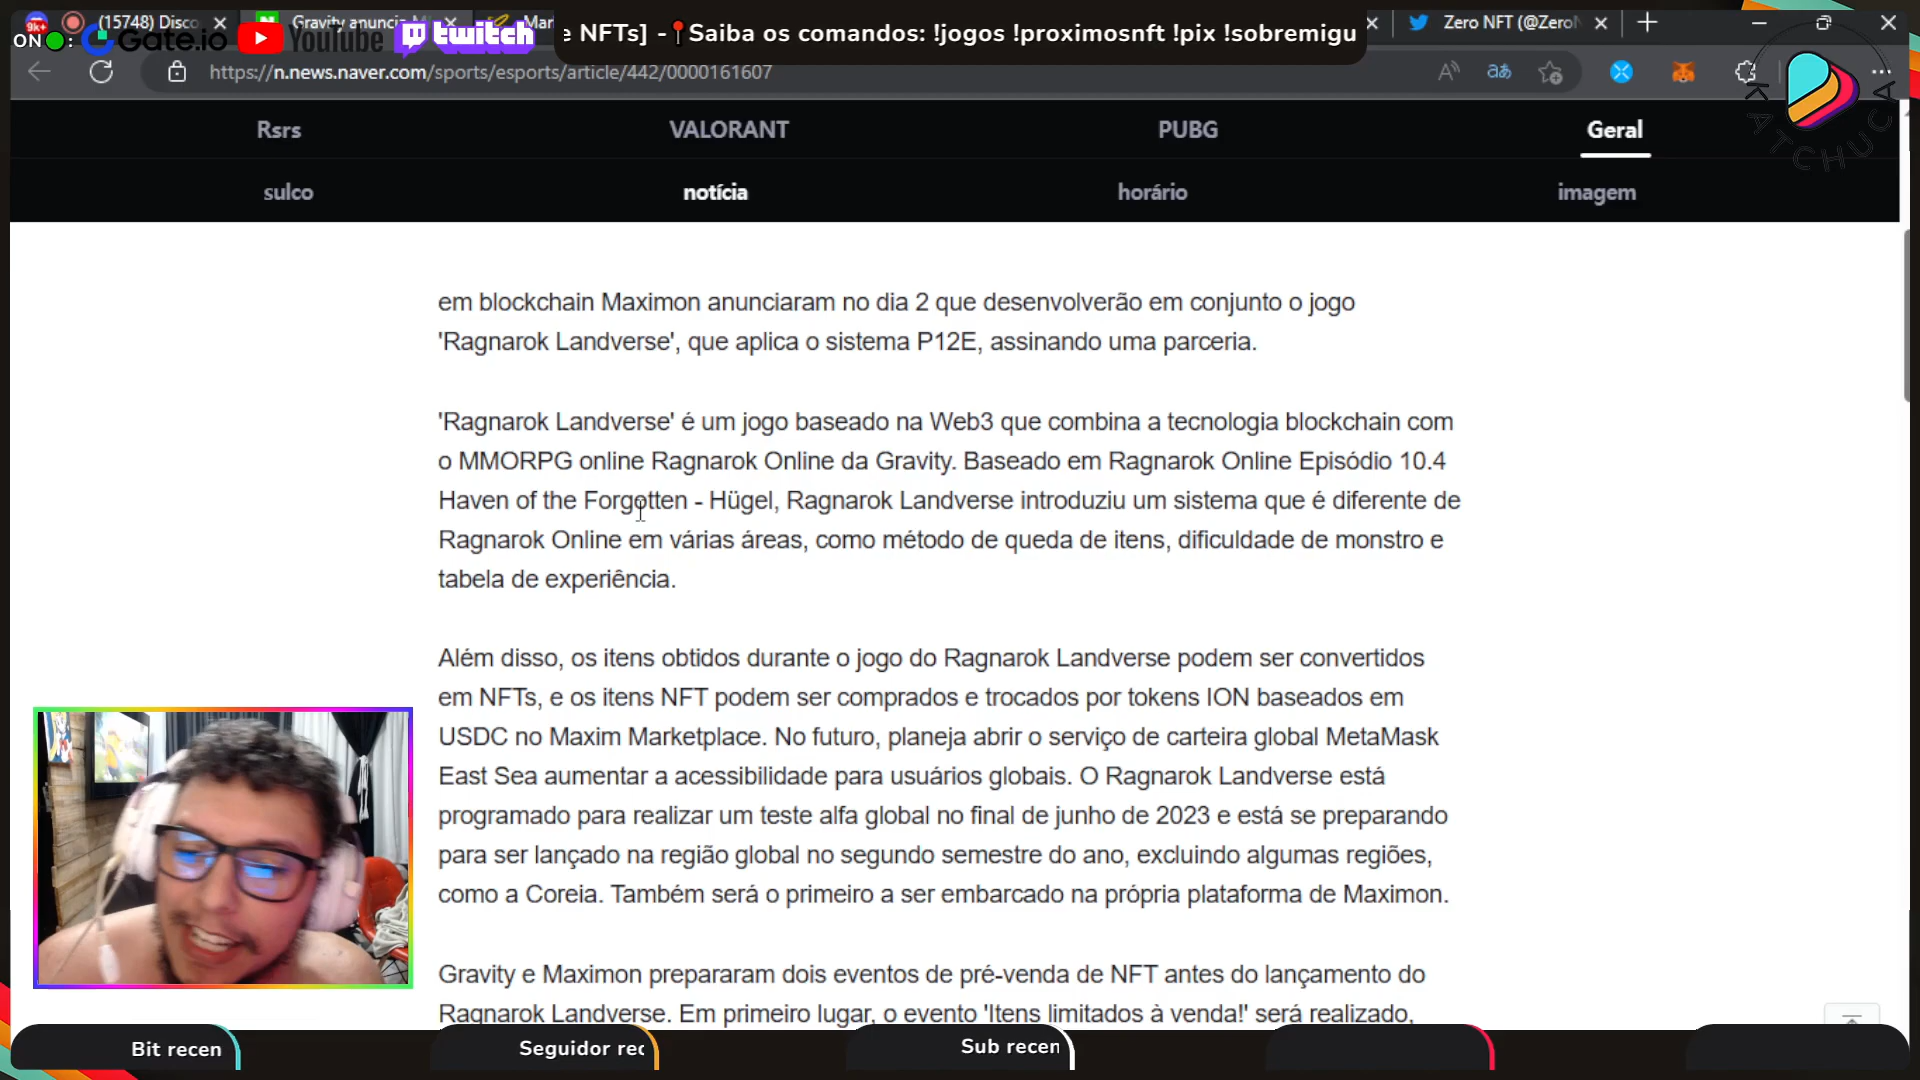 (15748) Disco
Gravity anuncia M
Mar
Zero NFT (@Zero
ON :
Gate.io
YouTube
twitch
e NFTs] - Saiba os comandos: !jogos !proximosnft !pix !sobremigu
https://n.news.naver.com/sports/esports/article/442/0000161607
KATCHUCA
Rsrs
VALORANT
PUBG
Geral
sulco
notícia
horário
imagem
em blockchain Maximon anunciaram no dia 2 que desenvolverão em conjunto o jogo
'Ragnarok Landverse', que aplica o sistema P12E, assinando uma parceria.
'Ragnarok Landverse' é um jogo baseado na Web3 que combina a tecnologia blockchain com
o MMORPG online Ragnarok Online da Gravity. Baseado em Ragnarok Online Episódio 10.4
Haven of the Forgotten - Hügel, Ragnarok Landverse introduziu um sistema que é diferente de
Ragnarok Online em várias áreas, como método de queda de itens, dificuldade de monstro e
tabela de experiência.
Além disso, os itens obtidos durante o jogo do Ragnarok Landverse podem ser convertidos
em NFTs, e os itens NFT podem ser comprados e trocados por tokens ION baseados em
USDC no Maxim Marketplace. No futuro, planeja abrir o serviço de carteira global MetaMask
East Sea aumentar a acessibilidade para usuários globais. O Ragnarok Landverse está
programado para realizar um teste alfa global no final de junho de 2023 e está se preparando
para ser lançado na região global no segundo semestre do ano, excluindo algumas regiões,
como a Coreia. Também será o primeiro a ser embarcado na própria plataforma de Maximon.
Gravity e Maximon prepararam dois eventos de pré-venda de NFT antes do lançamento do
Ragnarok Landverse. Em primeiro lugar, o evento 'Itens limitados à venda!' será realizado,
Bit recen
Seguidor rec
Sub recen